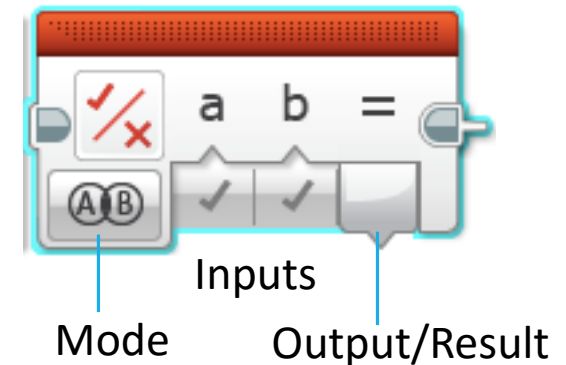 a b =
A B
Inputs
Mode Output/Result